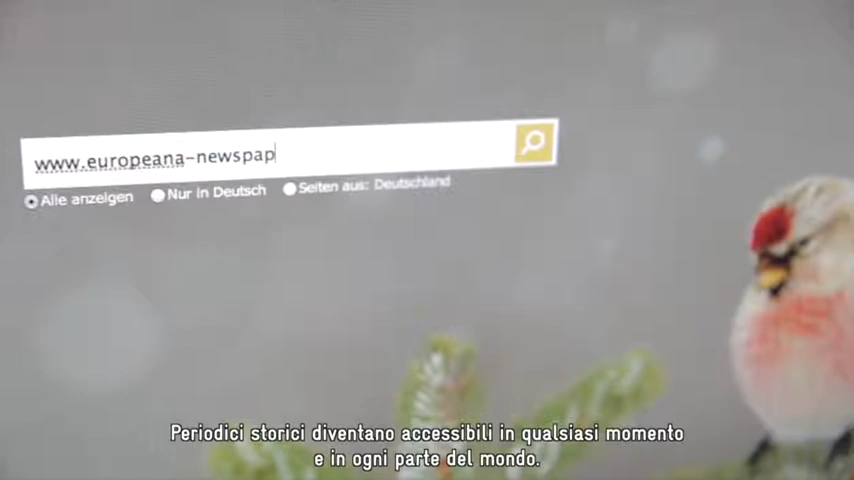 www.europeana-newspap
Alle anzeigen Nur in Deutsch Seiten aus: Deutschland
Periodici storici diventano accessibili in qualsiasi momento
e in ogni parte del mondo.